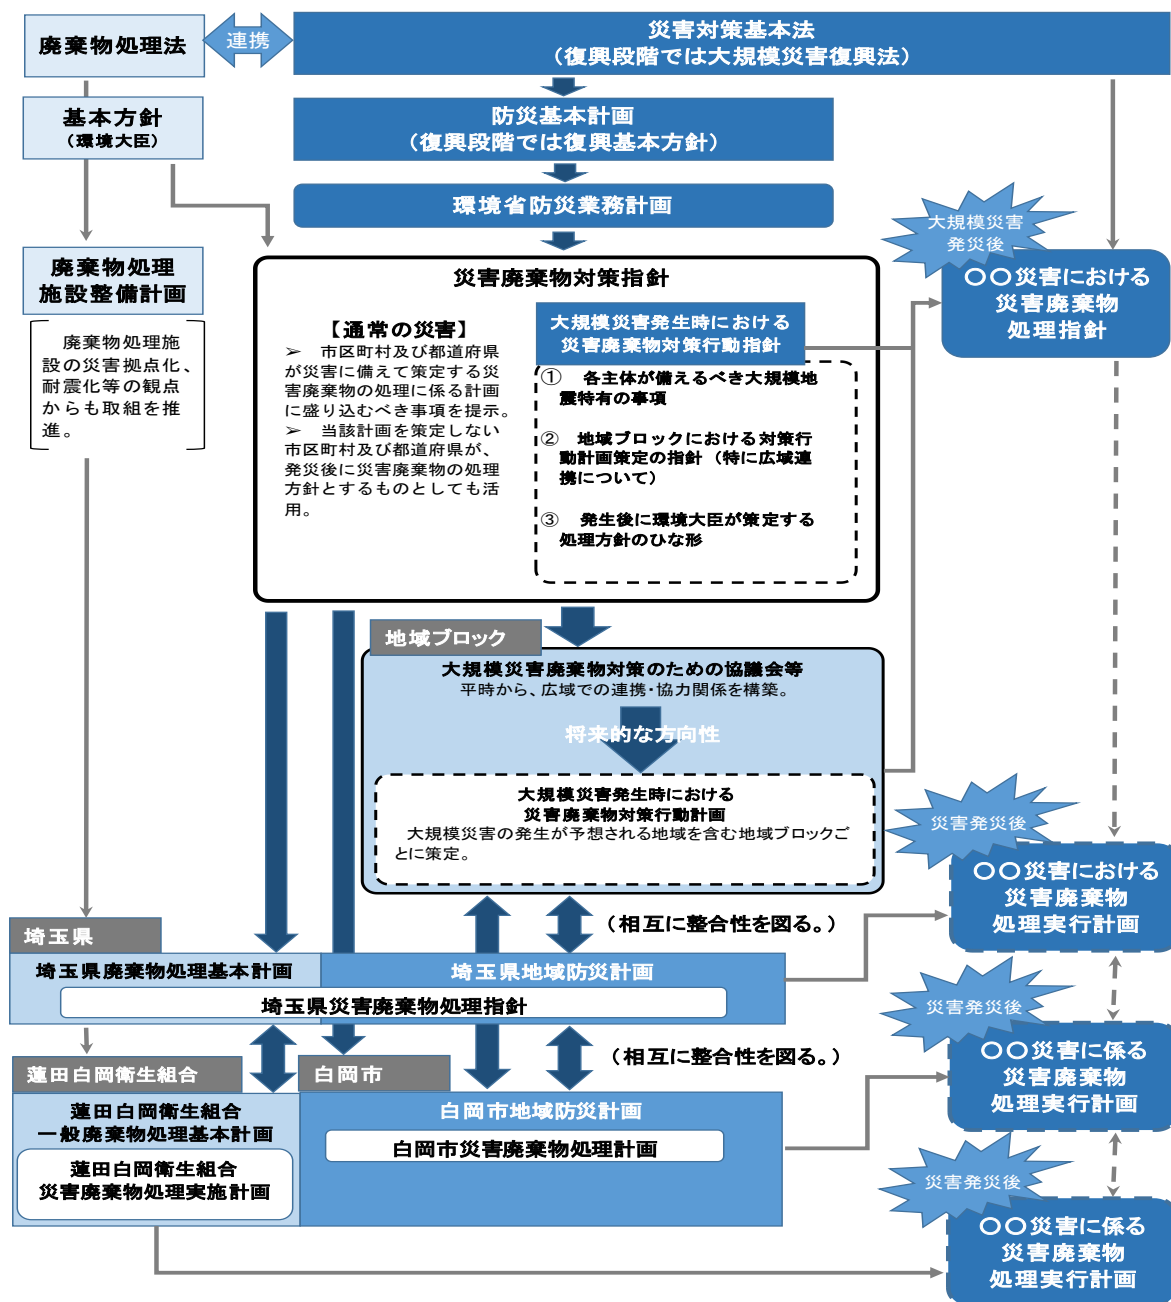 廃棄物処理法
連携
災害対策基本法
（復興段階では大規模災害復興法）
基本方針
（環境大臣）
防災基本計画
（復興段階では復興基本方針）
環境省防災業務計画
大規模災害
発災後
廃棄物処理
施設整備計画
廃棄物処理施
設の災害拠点化、
耐震化等の観点
からも取組を推
進。
災害廃棄物対策指針
【通常の災害】
➢ 市区町村及び都道府県
が災害に備えて策定する災
害廃棄物の処理に係る計画
に盛り込むべき事項を提示。
➢ 当該計画を策定しない
市区町村及び都道府県が、
発災後に災害廃棄物の処理
方針とするものとしても活
用。
大規模災害発生時における
災害廃棄物対策行動指針
① 各主体が備えるべき大規模地
震特有の事項
② 地域ブロックにおける対策行
動計画策定の指針（特に広域連
携について）
③ 発生後に環境大臣が策定する
処理方針のひな形
〇〇災害における
災害廃棄物
処理指針
地域ブロック
大規模災害廃棄物対策のための協議会等
平時から、広域での連携・協力関係を構築。
将来的な方向性
大規模災害発生時における
災害廃棄物対策行動計画
大規模災害の発生が予想される地域を含む地域ブロックご
とに策定。
災害発災後
〇〇災害における
災害廃棄物
処理実行計画
（相互に整合性を図る。）
埼玉県
埼玉県廃棄物処理基本計画
埼玉県地域防災計画
埼玉県災害廃棄物処理指針
災害発災後
〇〇災害に係る
災害廃棄物
処理実行計画
（相互に整合性を図る。）
蓮田白岡衛生組合
白岡市
蓮田白岡衛生組合
一般廃棄物処理基本計画
白岡市地域防災計画
白岡市災害廃棄物処理計画
蓮田白岡衛生組合
災害廃棄物処理実施計画
災害発災後
〇〇災害に係る
災害廃棄物
処理実行計画